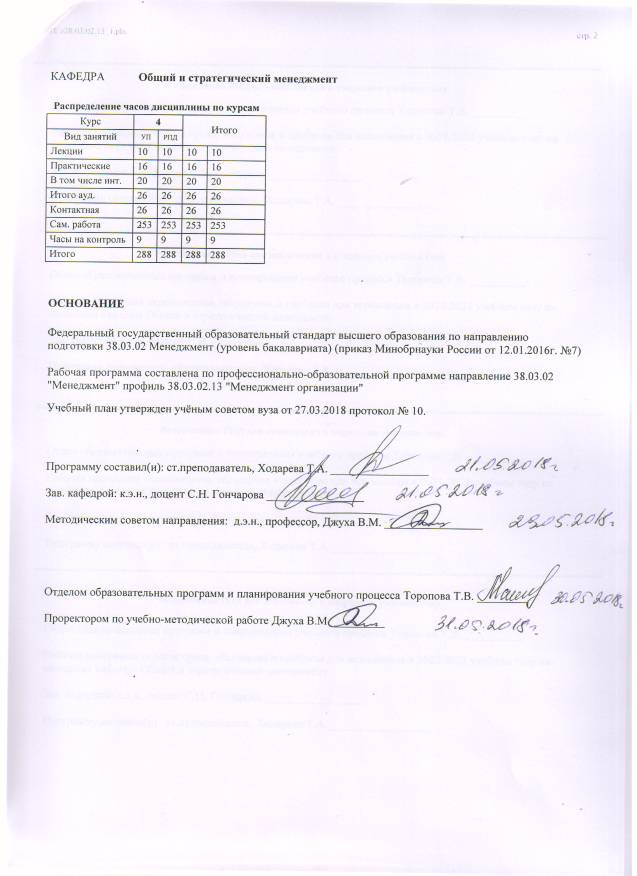 стр. 2
КАФЕДРА Общий и стратегический менеджмент
Распределение часов дисциплины по курсам
Курс 4 Итого
Вид занятий УП РПД
Лекции 10 10 10 10
Практические 16 16 16 16
В том числе инт. 20 20 20 20
Итого ауд. 26 26 26 26
Контактная 26 26 26 26
Сам. работа 253 253 253 253
Часы на контроль 9 9 9 9
Итого 288 288 288 288
ОСНОВАНИЕ
Федеральный государственный образовательный стандарт высшего образования по направлению
подготовки 38.03.02 Менеджмент (уровень бакалавриата) (приказ Минобрнауки России от 12.01.2016г. №7)
Рабочая программа составлена по профессионально-образовательной программе направление 38.03.02
"Менеджмент" профиль 38.03.02.13 "Менеджмент организации"
Учебный план утвержден учёным советом вуза от 27.03.2018 протокол № 10.
Программу составил(и): ст.преподаватель, Ходарева Т.А. 21.05.2018г
Зав. кафедрой: к.э.н., доцент С.Н. Гончарова 21.05.2018г
Методическим советом направления: д.э.н., профессор, Джуха В.М. 29.05.2018г
Отделом образовательных программ и планирования учебного процесса Торопова Т.В. 30.05.2018г
Проректором по учебно-методической работе Джуха В.М. 31.05.2018г.